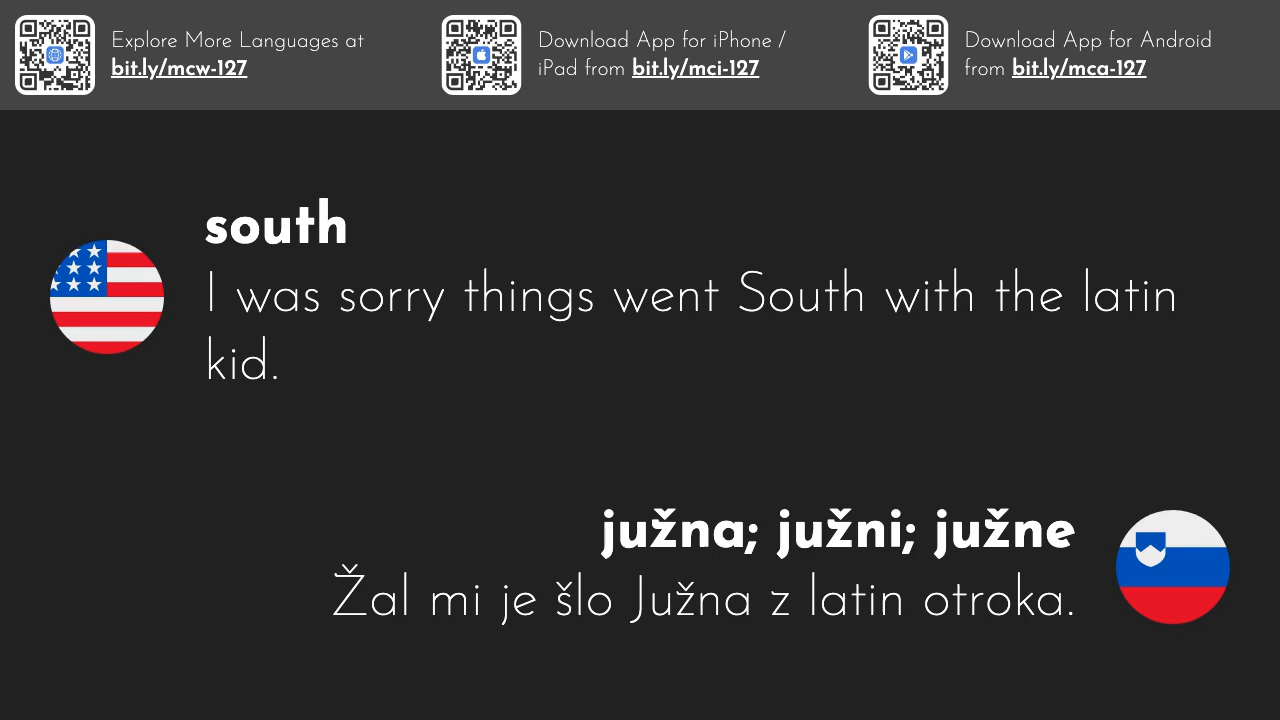 Explore More Languages at
bit.ly/mcw-127
Download App for iPhone /
iPad from bit.ly/mci-127
Download App for Android
from bit.ly/mca-127
south
I was sorry things went South with the latin
kid.
južna; južni; južne
Žal mi je šlo Južna z latin otroka.